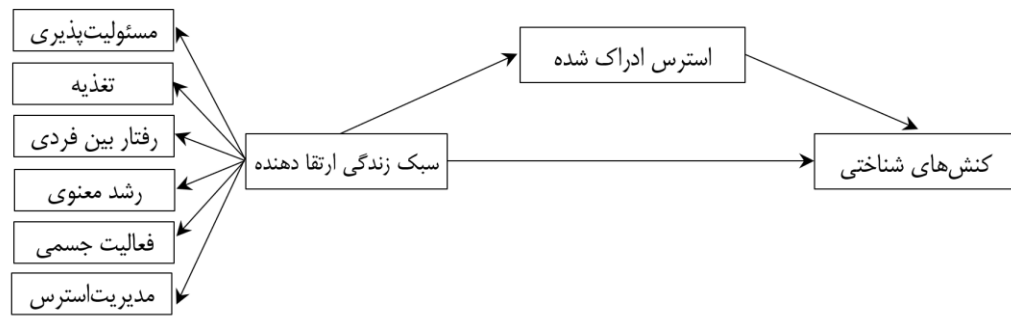 مسئولیت‌پذیری
تغذیه
رفتار بین فردی
رشد معنوی
فعالیت جسمی
مدیریت‌استرس
سبک زندگی ارتقا دهنده
استرس ادراک شده
کنش‌های شناختی